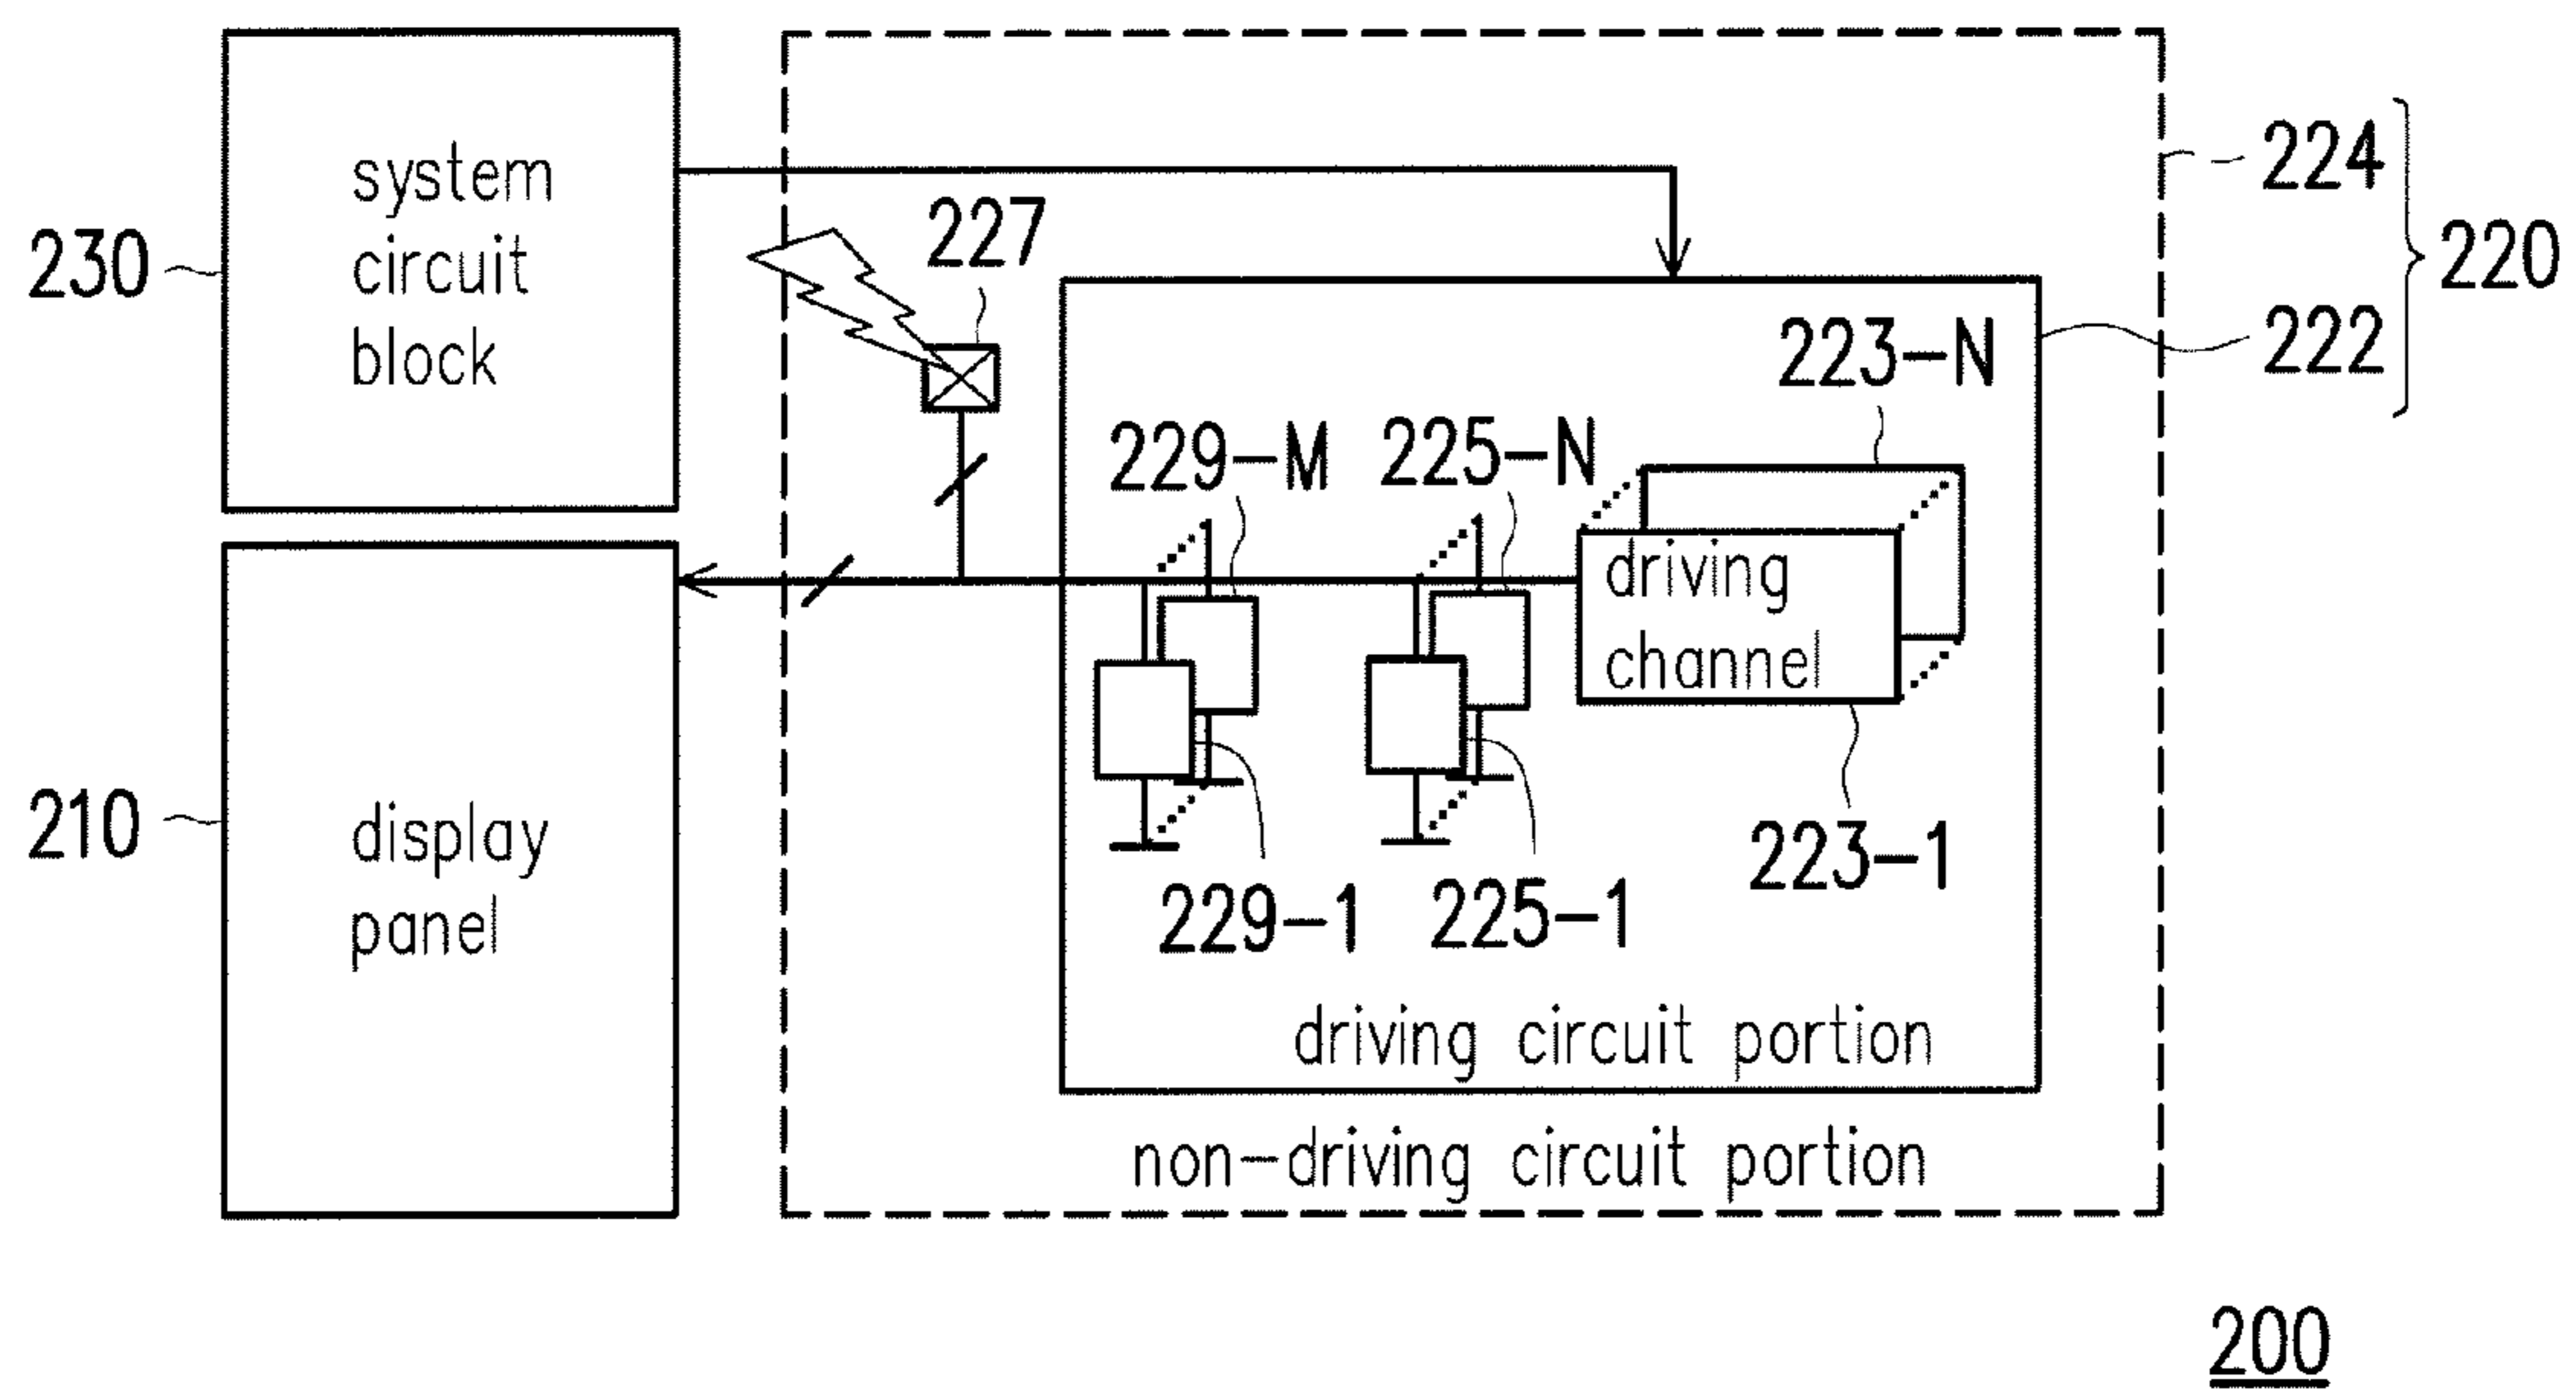 system
circuit
block
230
227
224
220
222
223-N
229-M
225-N
driving
channel
210
display
panel
223-1
229-1
225-1
driving circuit portion
non-driving circuit portion
200